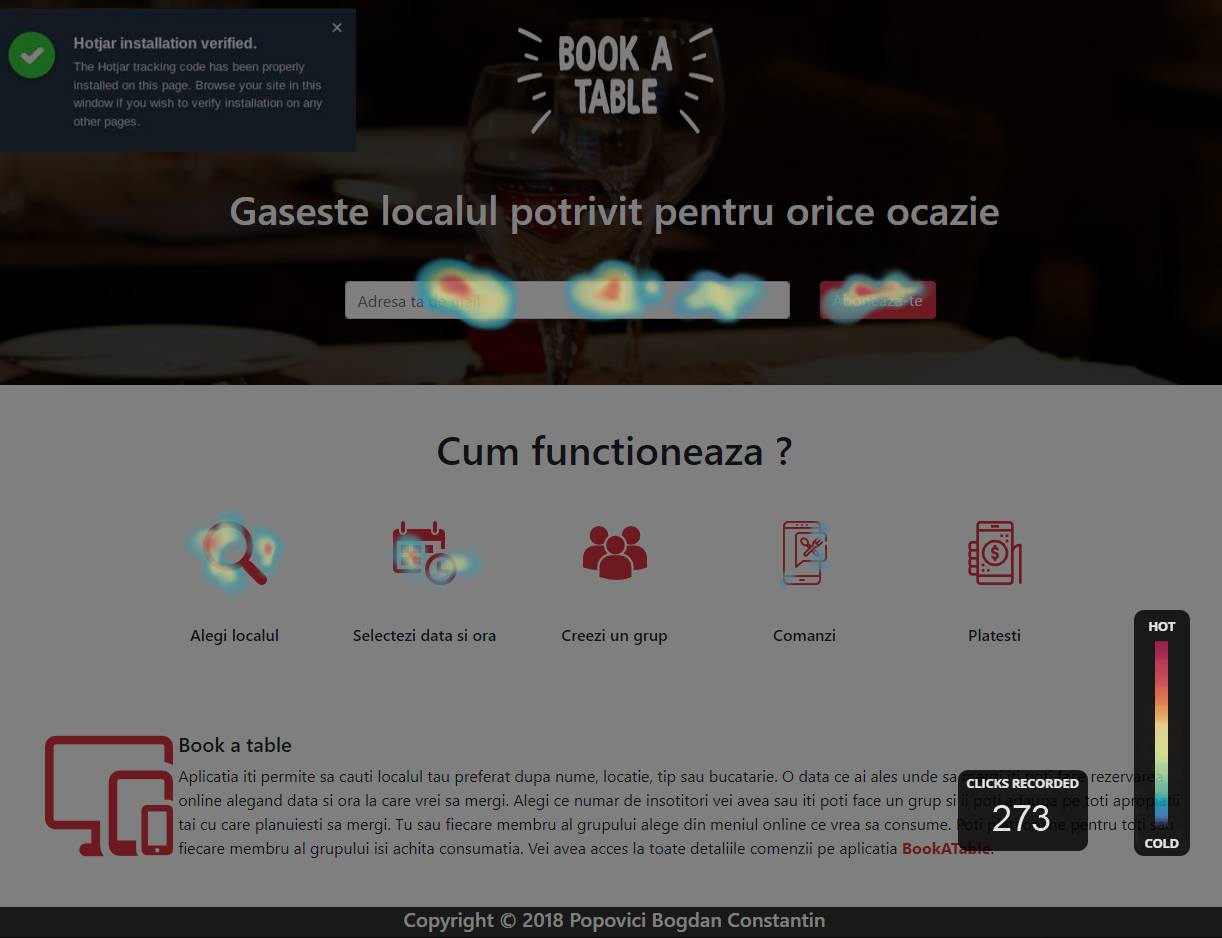 Hotjar installation verified.
The Hotjar tracking code has been properly
installed on this page. Browse your site in this
window if you wish to verify installation on any
other pages.
BOOK A
TABLE
Gaseste localul potrivit pentru orice ocazie
Adresa ta de mail
Aboneaza-te
Cum functioneaza ?
Alegi localul
Selectezi data si ora
Creezi un grup
Comanzi
Platesti
HOT
COLD
Book a table
Aplicatia iti permite sa cauti localul tau preferat dupa nume, locatie, tip sau bucatarie. O data ce ai ales unde sa mergi iti poti face rezervarea
online alegand data si ora la care vrei sa mergi. Alegi ce numar de insotitori vei avea sau iti poti face un grup si ii poti adauga pe toti apropiatii
tai cu care planuiesti sa mergi. Tu sau fiecare membru al grupului alege din meniul online ce vrea sa consume. Poti pentru toti sau
fiecare membru al grupului isi achita consumatia. Vei avea acces la toate detaliile comenzii pe aplicatia BookATable.
CLICKS RECORDED
273
Copyright © 2018 Popovici Bogdan Constantin